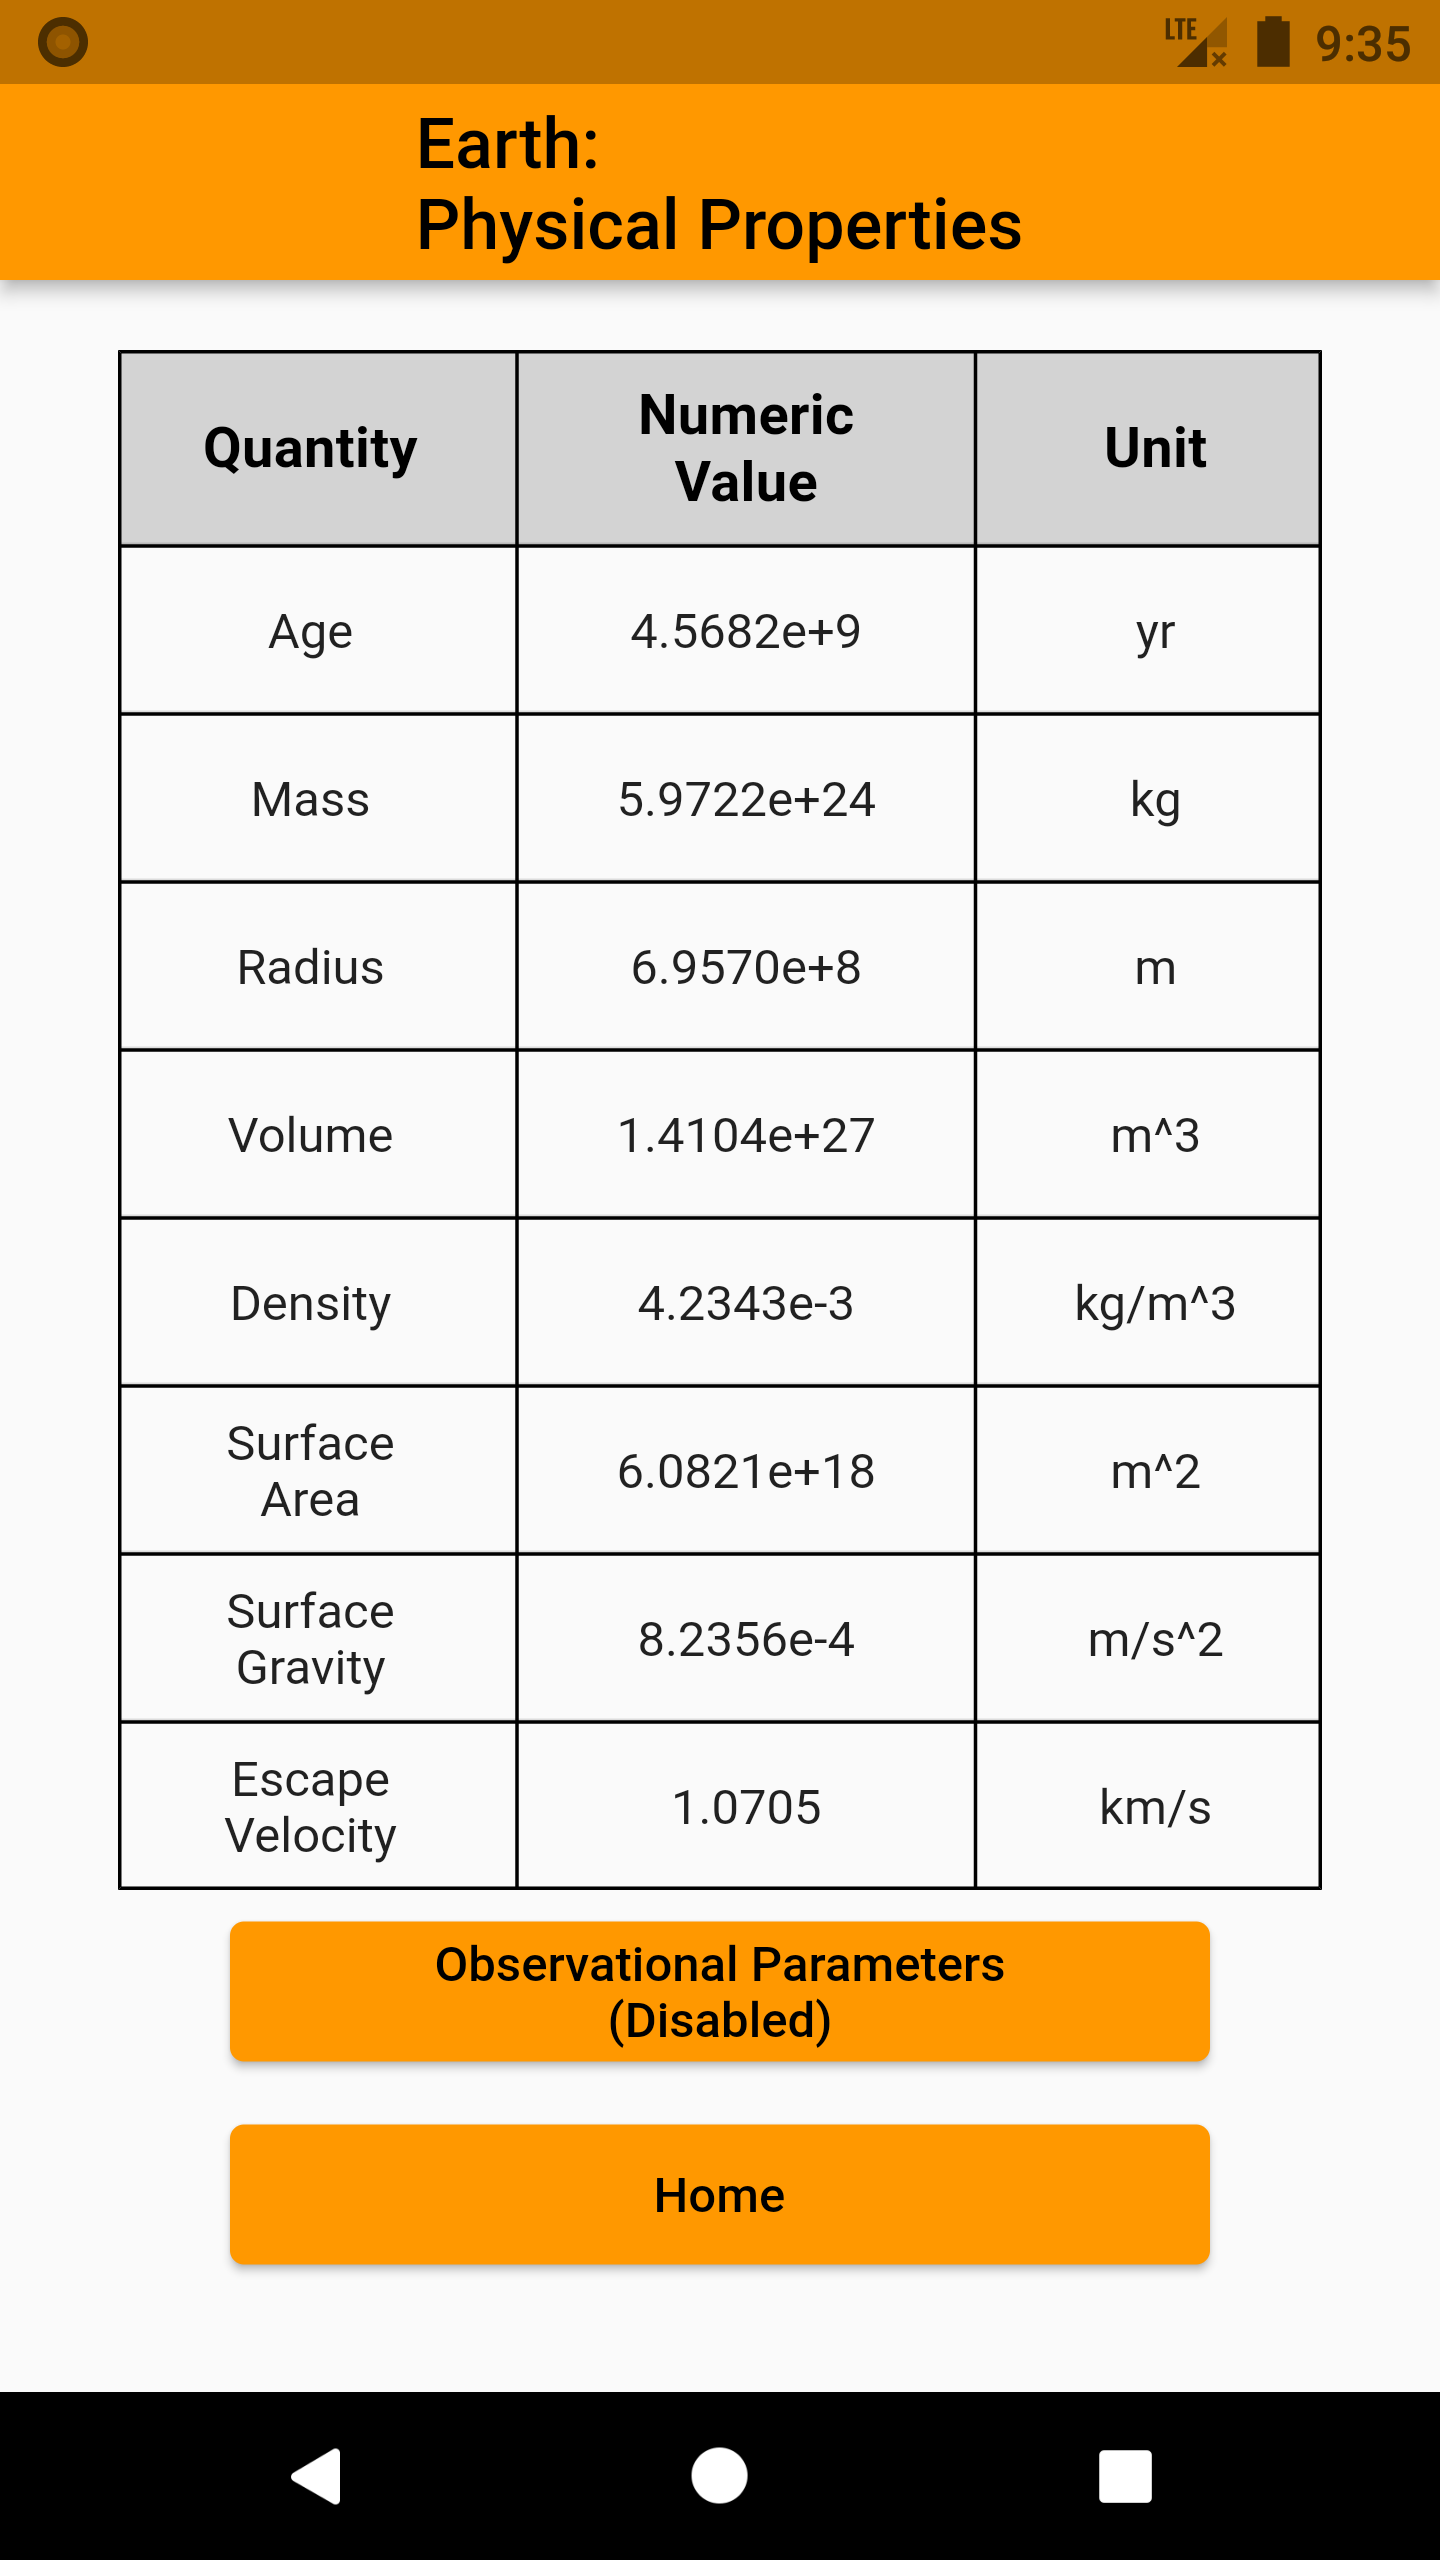 LTE 9:35
Earth:
Physical Properties
Quantity Numeric Value Unit
Age 4.5682e+9 yr
Mass 5.9722e+24 kg
Radius 6.9570e+8 m
Volume 1.4104e+27 m^3
Density 4.2343e-3 kg/m^3
Surface Area 6.0821e+18 m^2
Surface Gravity 8.2356e-4 m/s^2
Escape Velocity 1.0705 km/s
Observational Parameters
(Disabled)
Home